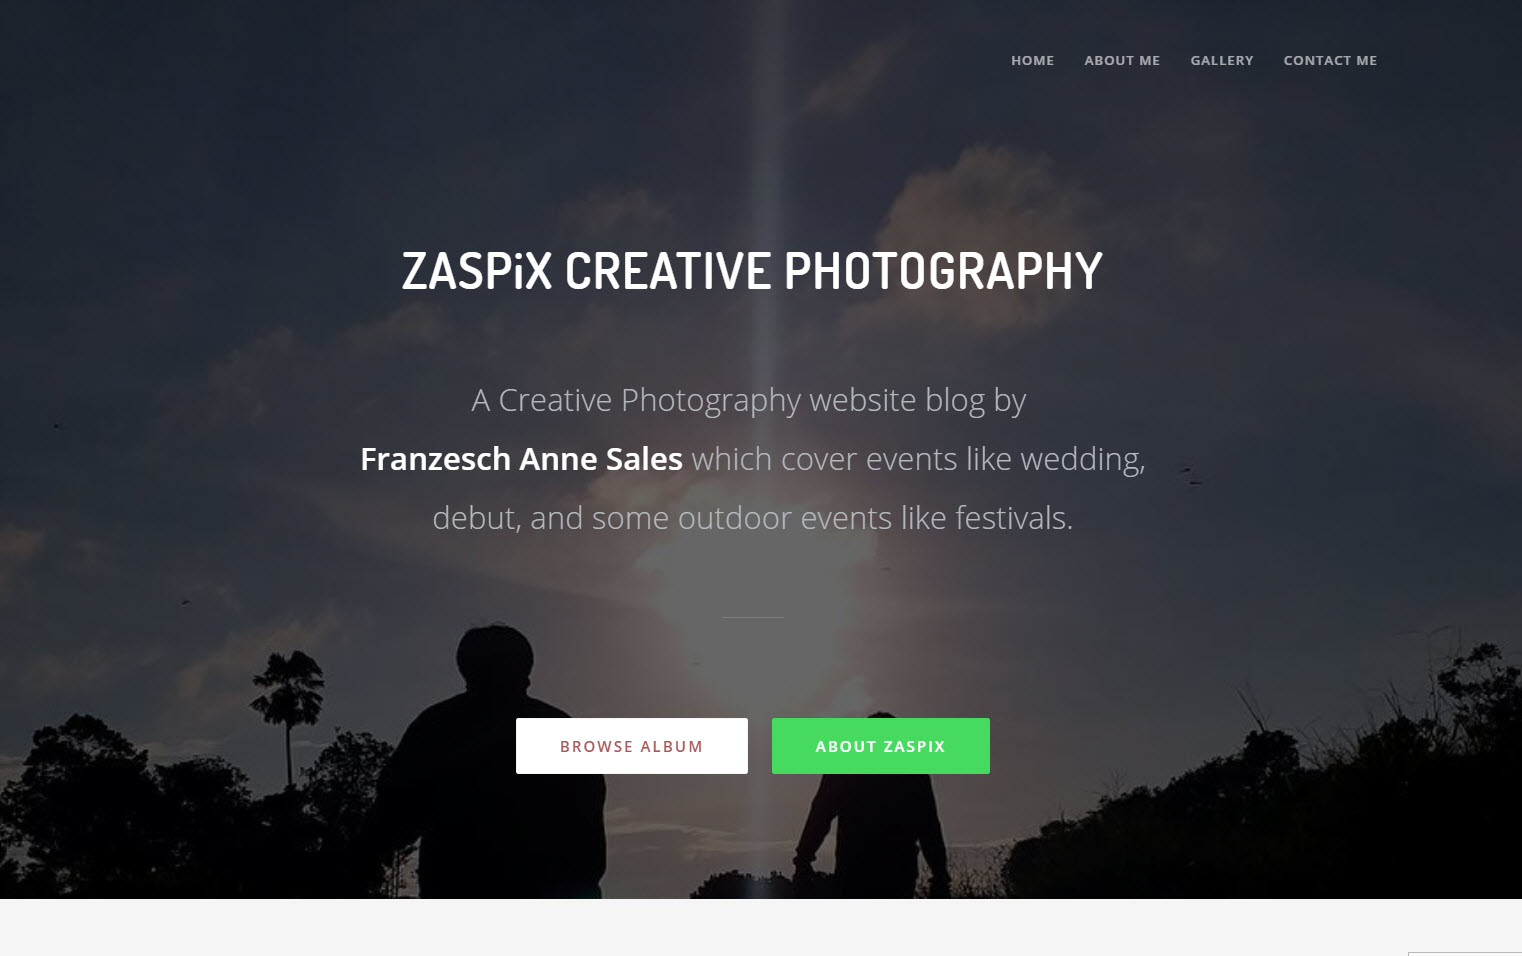 HOME ABOUT ME GALLERY CONTACT ME
ZASPiX CREATIVE PHOTOGRAPHY
A Creative Photography website blog by
Franzesch Anne Sales which cover events like wedding,
debut, and some outdoor events like festivals.
BROWSE ALBUM ABOUT ZASPIX